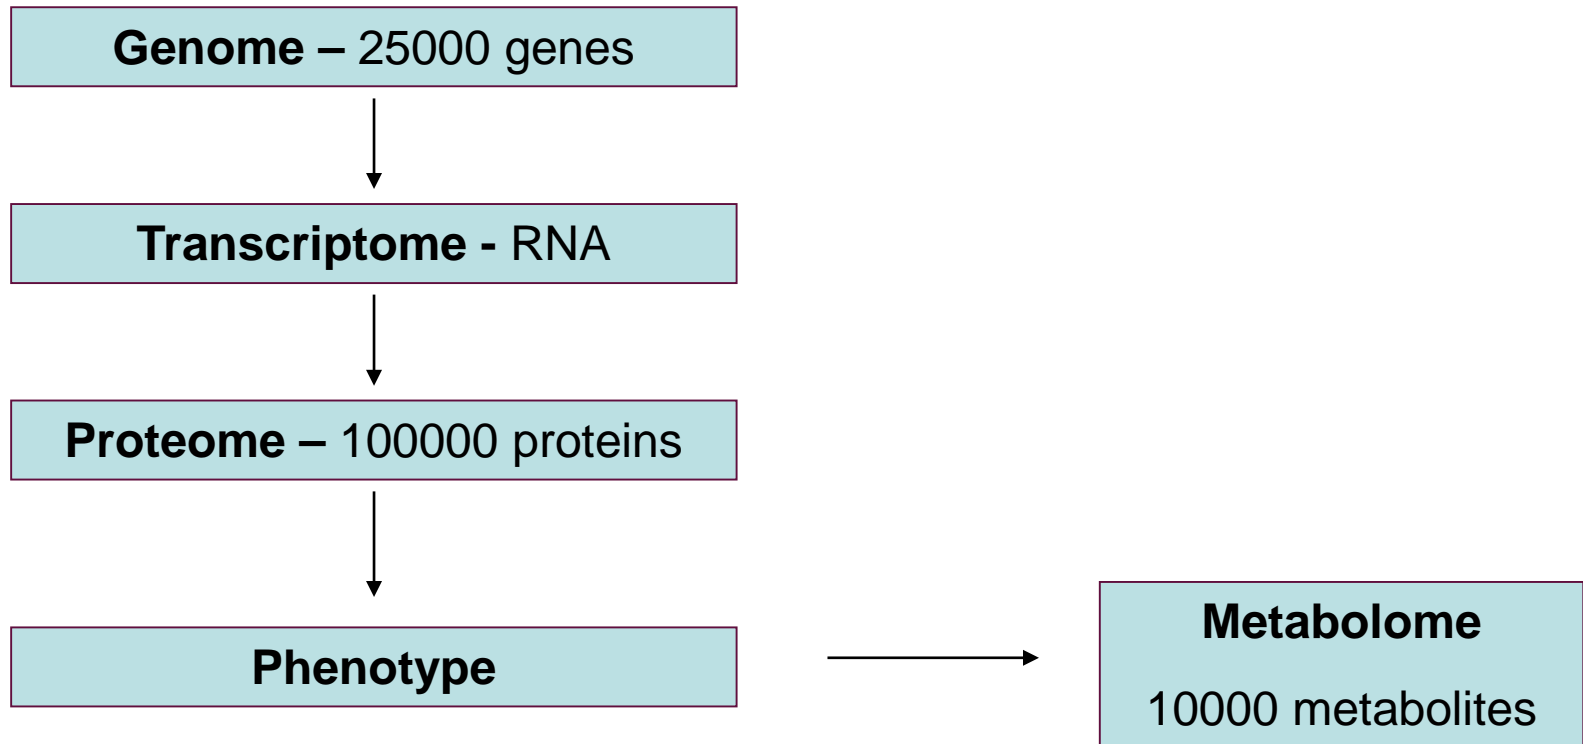 Genome – 25000 genes
Transcriptome - RNA
Proteome – 100000 proteins
Phenotype
Metabolome
10000 metabolites